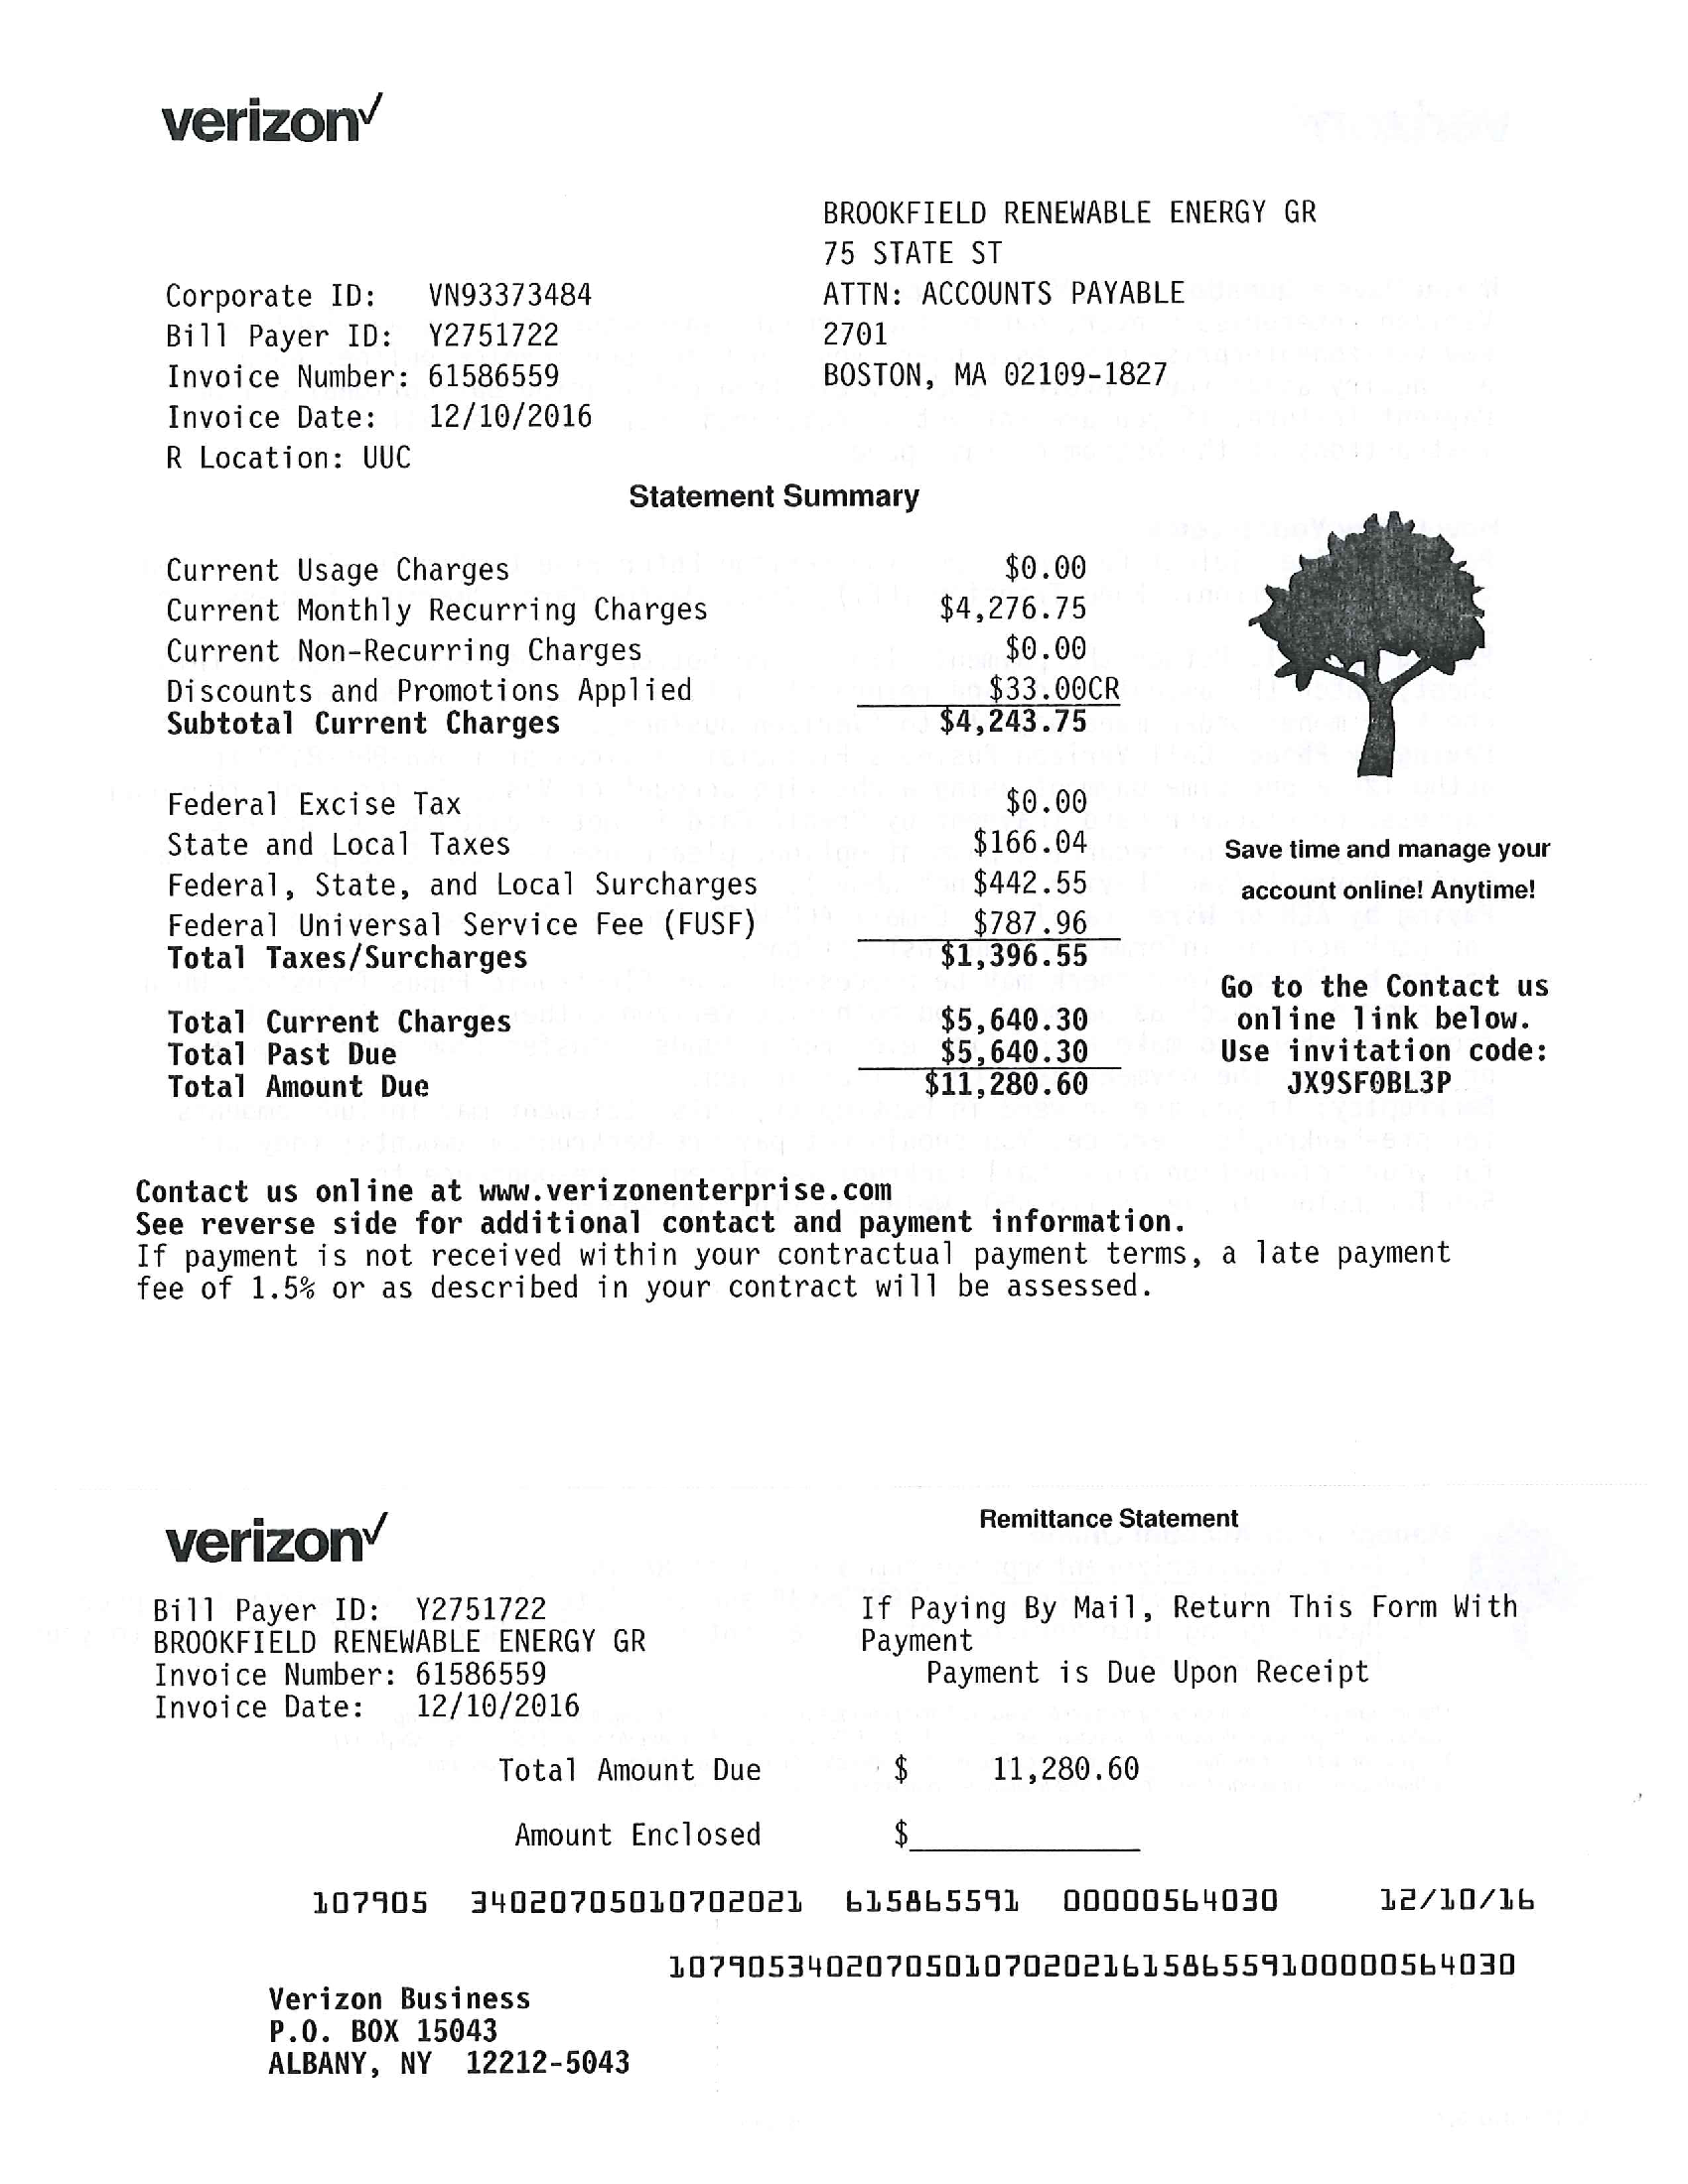 verizon✓
BROOKFIELD RENEWABLE ENERGY GR
75 STATE ST
ATTN: ACCOUNTS PAYABLE
2701
BOSTON, MA 02109-1827
Corporate ID: VN93373484
Bill Payer ID: Y2751722
Invoice Number: 61586559
Invoice Date: 12/10/2016
R Location: UUC
Statement Summary
Current Usage Charges $0.00
Current Monthly Recurring Charges $4,276.75
Current Non-Recurring Charges $0.00
Discounts and Promotions Applied $33.00CR
Subtotal Current Charges $4,243.75
Federal Excise Tax $0.00
State and Local Taxes $166.04
Federal, State, and Local Surcharges $442.55
Federal Universal Service Fee (FUSF) $787.96
Total Taxes/Surcharges $1,396.55
Total Current Charges $5,640.30
Total Past Due $5,640.30
Total Amount Due $11,280.60
Save time and manage your
account online! Anytime!
Go to the Contact us
online link below.
Use invitation code:
JX9SF0BL3P
Contact us online at www.verizonenterprise.com
See reverse side for additional contact and payment information.
If payment is not received within your contractual payment terms, a late payment
fee of 1.5% or as described in your contract will be assessed.
verizon✓
Remittance Statement
Bill Payer ID: Y2751722
BROOKFIELD RENEWABLE ENERGY GR
Invoice Number: 61586559
Invoice Date: 12/10/2016
If Paying By Mail, Return This Form With
Payment
Payment is Due Upon Receipt
Total Amount Due $ 11,280.60
Amount Enclosed $
107905 34020705010702021 615865591 00000564030 12/10/16
1079053402070501070202161586559100000564030
Verizon Business
P.O. BOX 15043
ALBANY, NY 12212-5043